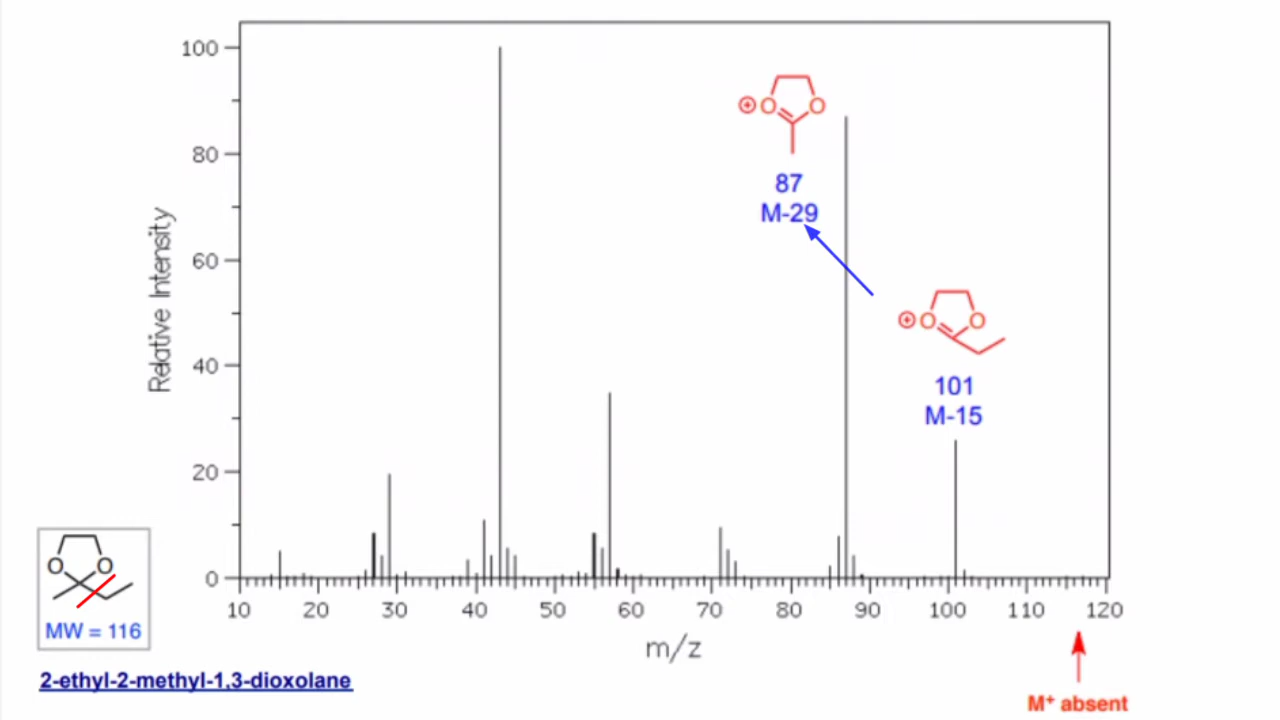 100
80
60
40
20
0
Relative Intensity
10 20 30 40 50 60 70 80 90 100 110 120
m/z
⊕ O O
87
M-29
⊕ O O
101
M-15
O O
MW = 116
2-ethyl-2-methyl-1,3-dioxolane
M⁺ absent